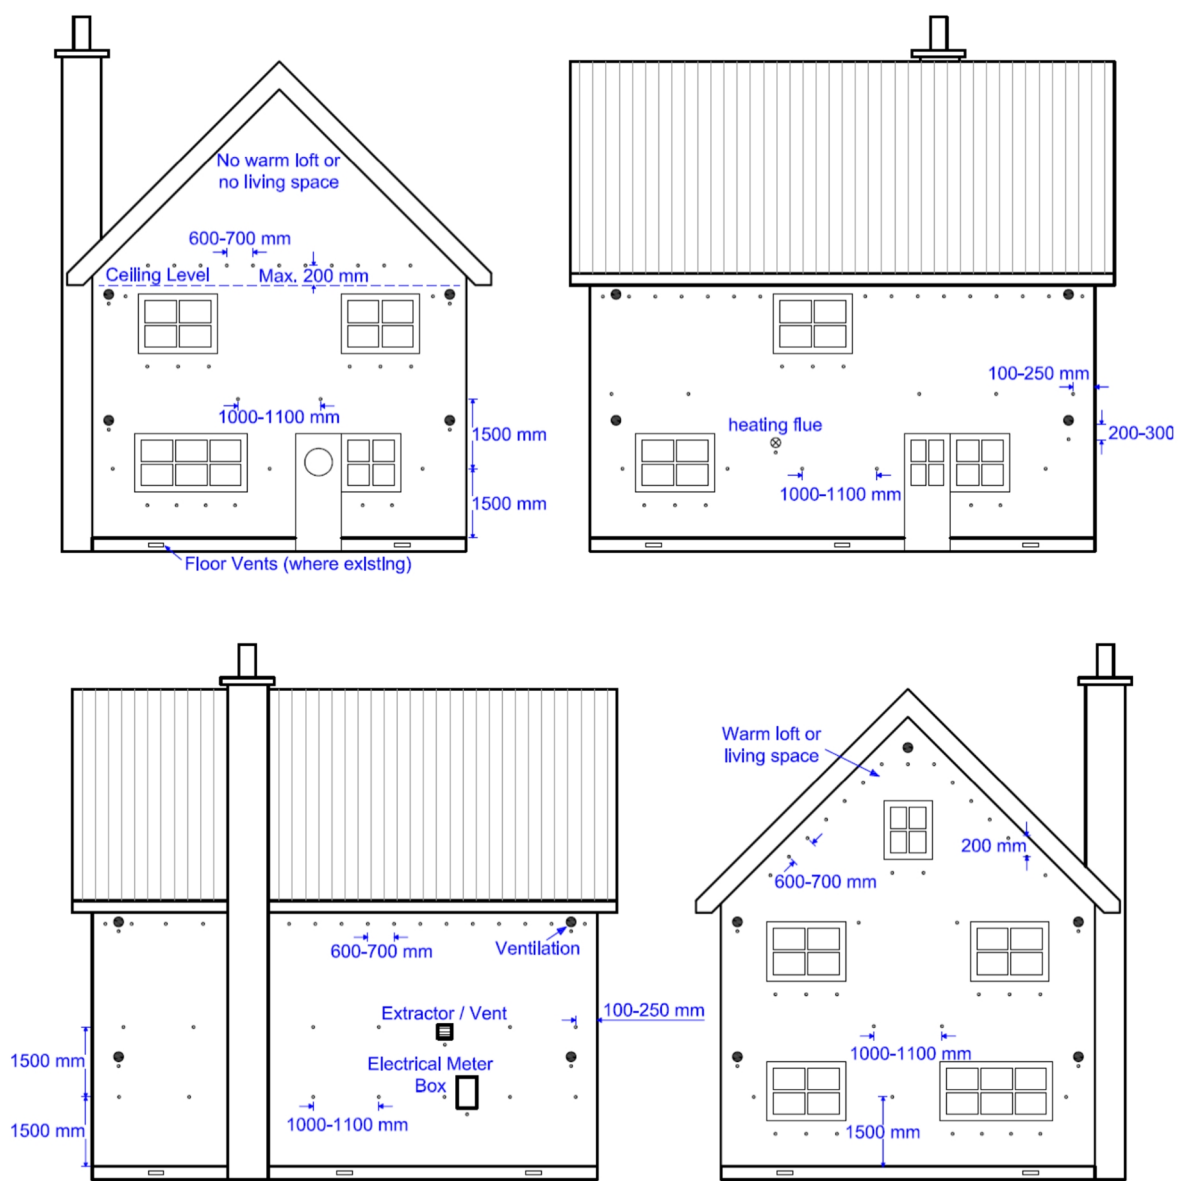 No warm loft or
no living space
600-700 mm
Ceiling Level
Max. 200 mm
1000-1100 mm
1500 mm
1500 mm
Floor Vents (where existing)
100-250 mm
heating flue
200-300
1000-1100 mm
600-700 mm
Ventilation
Extractor / Vent
100-250 mm
1500 mm
Electrical Meter
Box
1000-1100 mm
1500 mm
Warm loft or
living space
200 mm
600-700 mm
1000-1100 mm
1500 mm